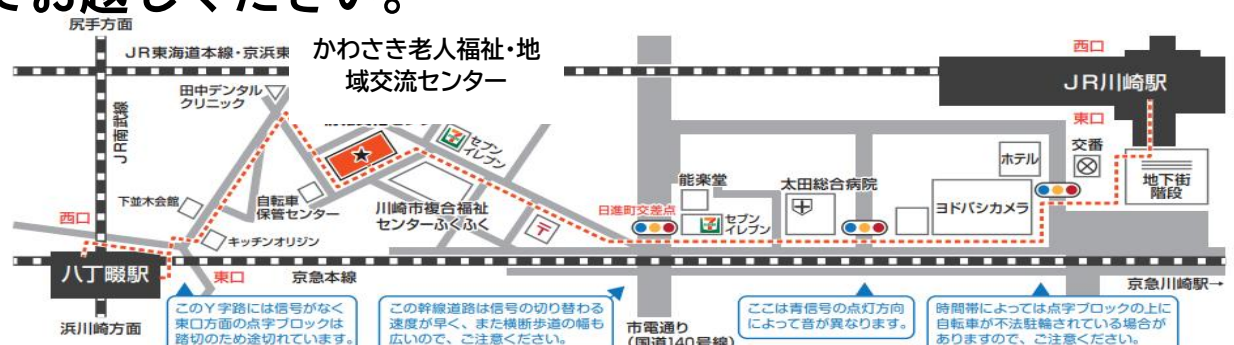 でお越しください。
尻手方面
JR東海道本線・京浜東
かわさき老人福祉・地
域交流センター
西口
JR川崎駅
東口
交番
ホテル
地下街
階段
田中デンタル
クリニック
JR南武線
セブン
イレブン
下並木会館
自転車
保管センター
川崎市複合福祉
センターふくふく
キッチンオリジン
西口
八丁畷駅
東口
京急本線
日進町交差点
能楽堂
セブン
イレブン
太田総合病院
ヨドバシカメラ
京急川崎駅→
浜川崎方面
このY字路には信号がなく
東口方面の点字ブロックは
踏切のため途切れています。
この幹線道路は信号の切り替わる
速度が早く、また横断歩道の幅も
広いので、ご注意ください。
市電通り
(国道140号線)
ここは青信号の点灯方向
によって音が異なります。
時間帯によっては点字ブロックの上に
自転車が不法駐輪されている場合が
ありますので、ご注意ください。